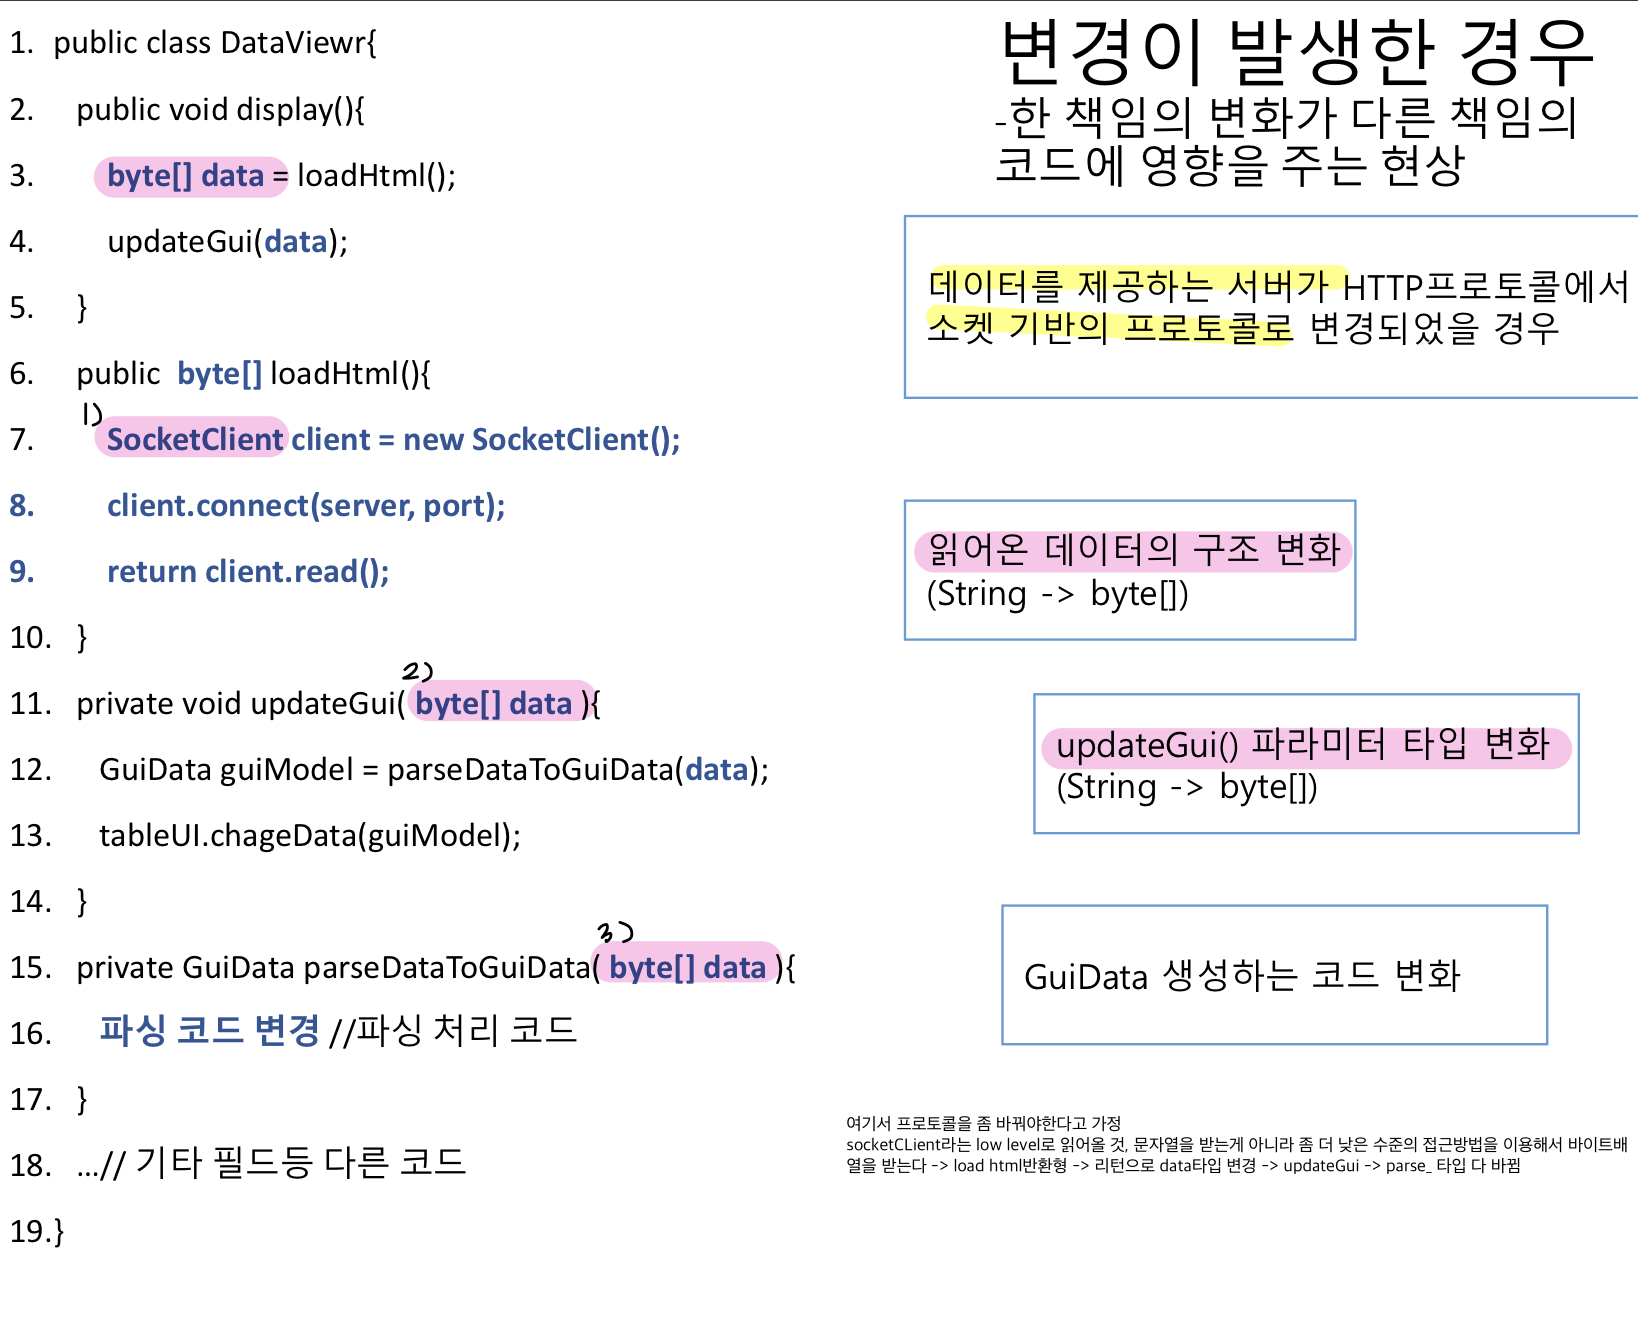 1. public class DataViewr{
2. public void display(){
3. byte[] data = loadHtml();
4. updateGui(data);
5. }
6. public byte[] loadHtml(){
1)
7. SocketClient client = new SocketClient();
8. client.connect(server, port);
9. return client.read();
10. }
2)
11. private void updateGui( byte[] data ){
12. GuiData guiModel = parseDataToGuiData(data);
13. tableUI.chageData(guiModel);
14. }
3)
15. private GuiData parseDataToGuiData( byte[] data ){
16. 파싱 코드 변경 //파싱 처리 코드
17. }
18. ...// 기타 필드등 다른 코드
19.}
변경이 발생한 경우
-한 책임의 변화가 다른 책임의
코드에 영향을 주는 현상
데이터를 제공하는 서버가 HTTP프로토콜에서
소켓 기반의 프로토콜로 변경되었을 경우
읽어온 데이터의 구조 변화
(String -> byte[])
updateGui() 파라미터 타입 변화
(String -> byte[])
GuiData 생성하는 코드 변화
여기서 프로토콜을 좀 바꿔야한다고 가정
socketCLient라는 low level로 읽어올 것, 문자열을 받는게 아니라 좀 더 낮은 수준의 접근방법을 이용해서 바이트배
열을 받는다 -> load html반환형 -> 리턴으로 data타입 변경 -> updateGui -> parse_ 타입 다 바뀜